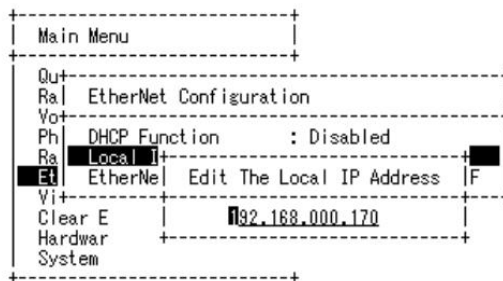 Main Menu
Qu
Ra EtherNet Configuration
Vo
Ph DHCP Function : Disabled
Ra Local I
Et EtherNe Edit The Local IP Address F
Vi
Clear E 192.168.000.170
Hardwar
System